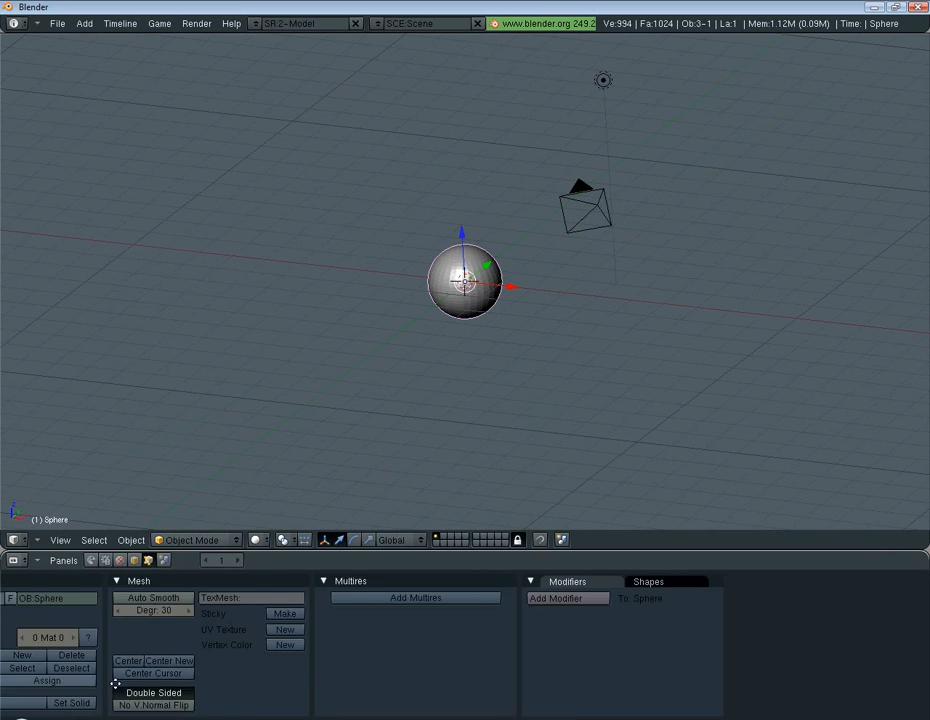 Blender
File Add Timeline Game Render Help SR:2-Model SCE:Scene www.blender.org 249.2 Ve:994 | Fa:1024 | Ob:3-1 | La:1 | Mem:1.12M (0.09M) | Time: | Sphere
(1) Sphere
View Select Object Object Mode Global
Panels 1
Mesh Multires Modifiers Shapes
F OB:Sphere Auto Smooth TexMesh: Add Multires Add Modifier To: Sphere
Degr: 30 Sticky Make
UV Texture New
0 Mat 0 ? Vertex Color New
New Delete Center Center New
Select Deselect Center Cursor
Assign
Double Sided
Set Solid No V.Normal Flip